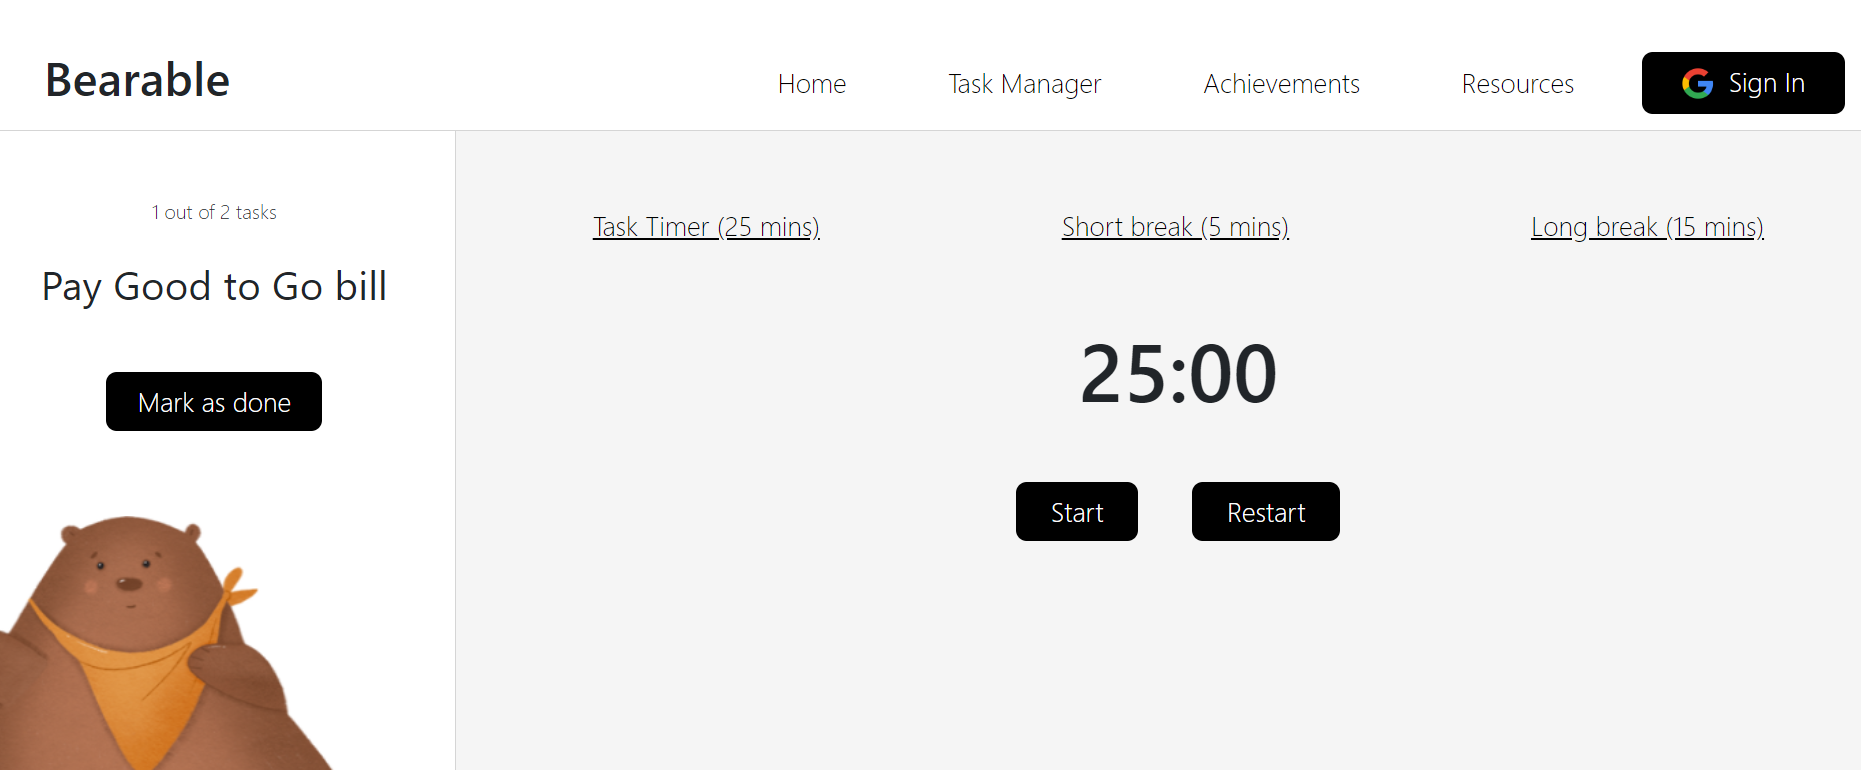 Bearable
Home
Task Manager
Achievements
Resources
Sign In
1 out of 2 tasks
Pay Good to Go bill
Mark as done
Task Timer (25 mins)
Short break (5 mins)
Long break (15 mins)
25:00
Start
Restart